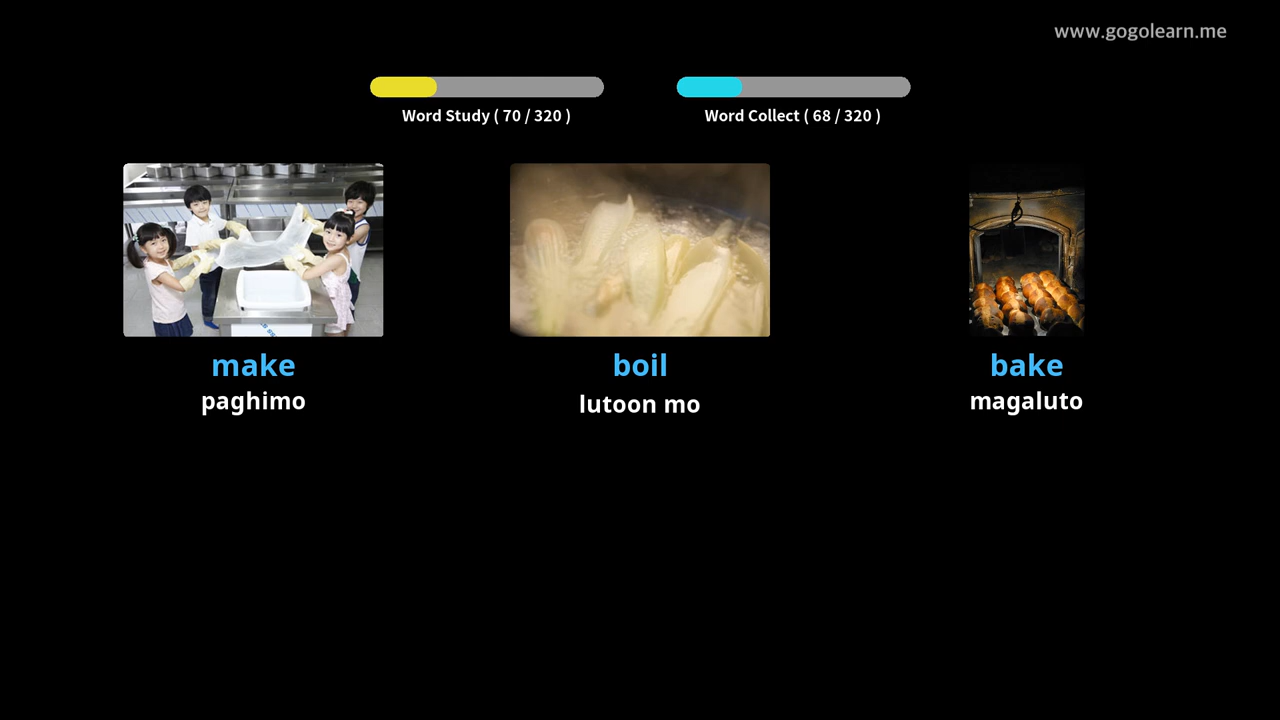 www.gogolearn.me
Word Study ( 70 / 320 )
Word Collect ( 68 / 320 )
make
paghimo
boil
lutoon mo
bake
magaluto